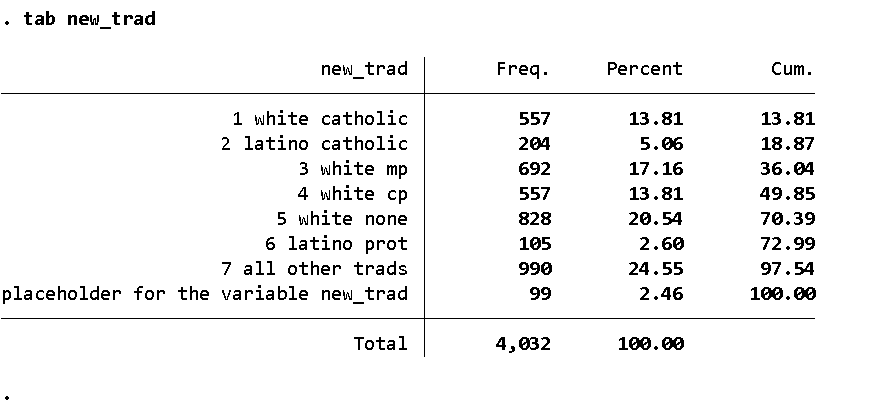 . tab new_trad
new_trad Freq. Percent Cum.
1 white catholic 557 13.81 13.81
2 latino catholic 204 5.06 18.87
3 white mp 692 17.16 36.04
4 white cp 557 13.81 49.85
5 white none 828 20.54 70.39
6 latino prot 105 2.60 72.99
7 all other trads 990 24.55 97.54
placeholder for the variable new_trad 99 2.46 100.00
Total 4,032 100.00
.